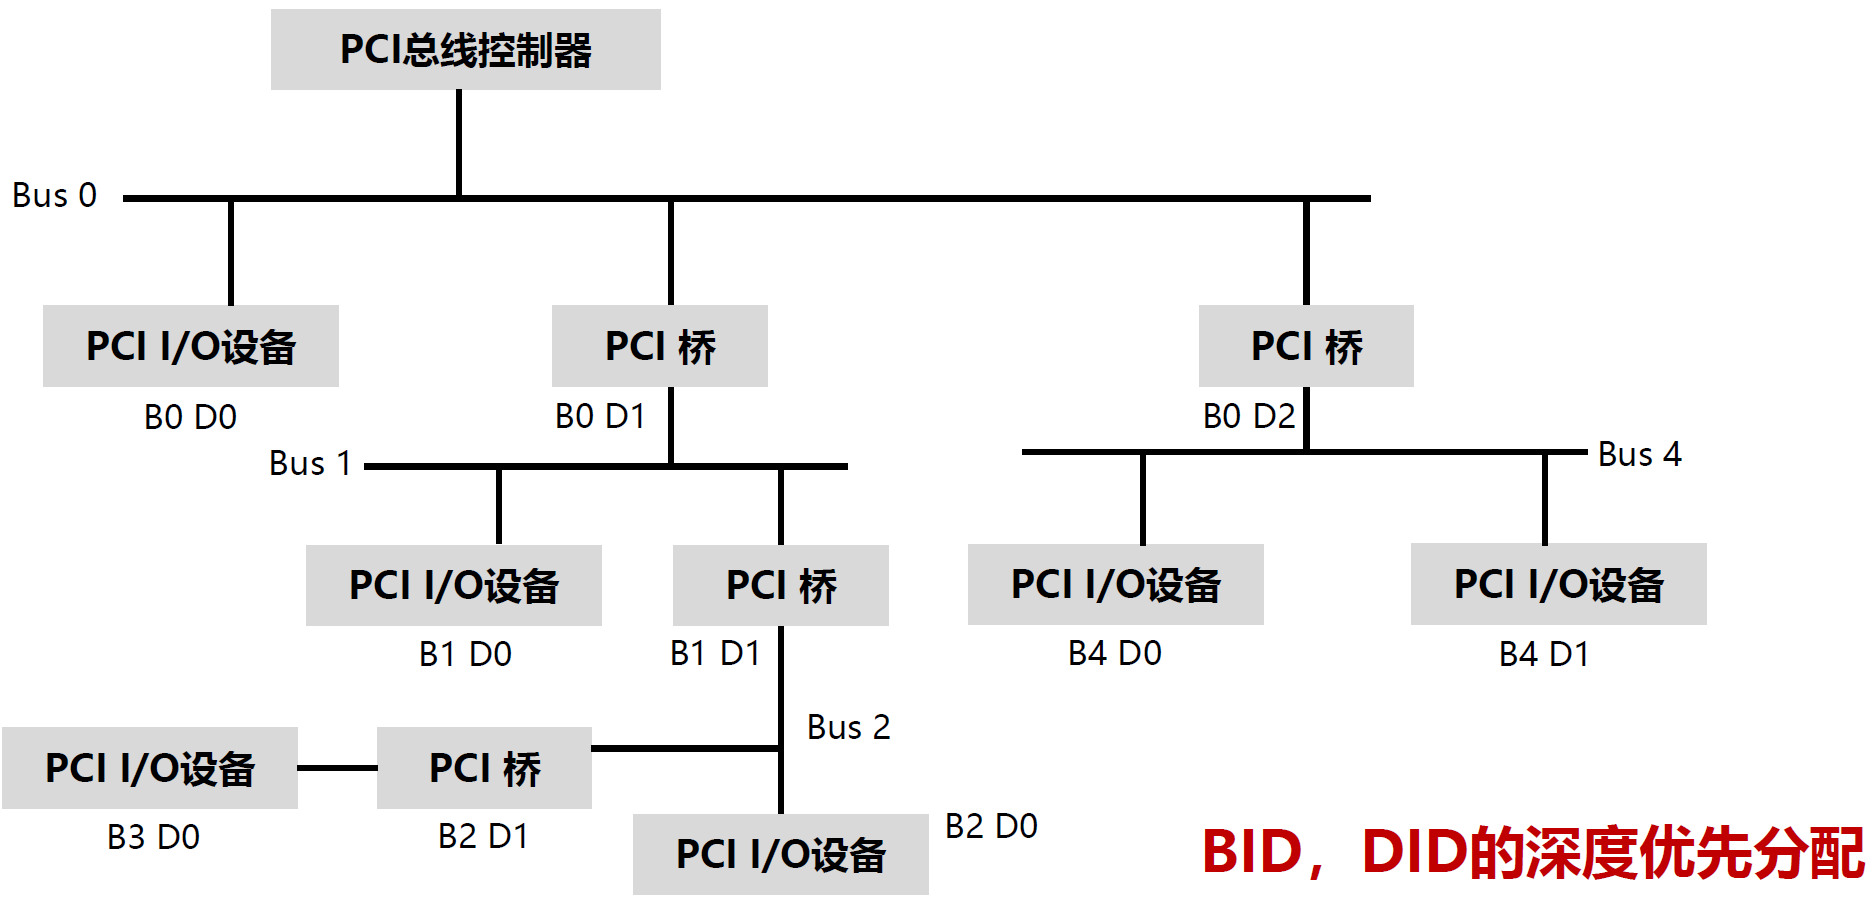 PCI总线控制器
Bus 0
PCI I/O设备
PCI 桥
PCI 桥
B0 D0
B0 D1
B0 D2
Bus 1
Bus 4
PCI I/O设备
PCI 桥
PCI I/O设备
PCI I/O设备
B1 D0
B1 D1
B4 D0
B4 D1
Bus 2
PCI I/O设备
PCI 桥
B3 D0
B2 D1
PCI I/O设备
B2 D0
BID，DID的深度优先分配